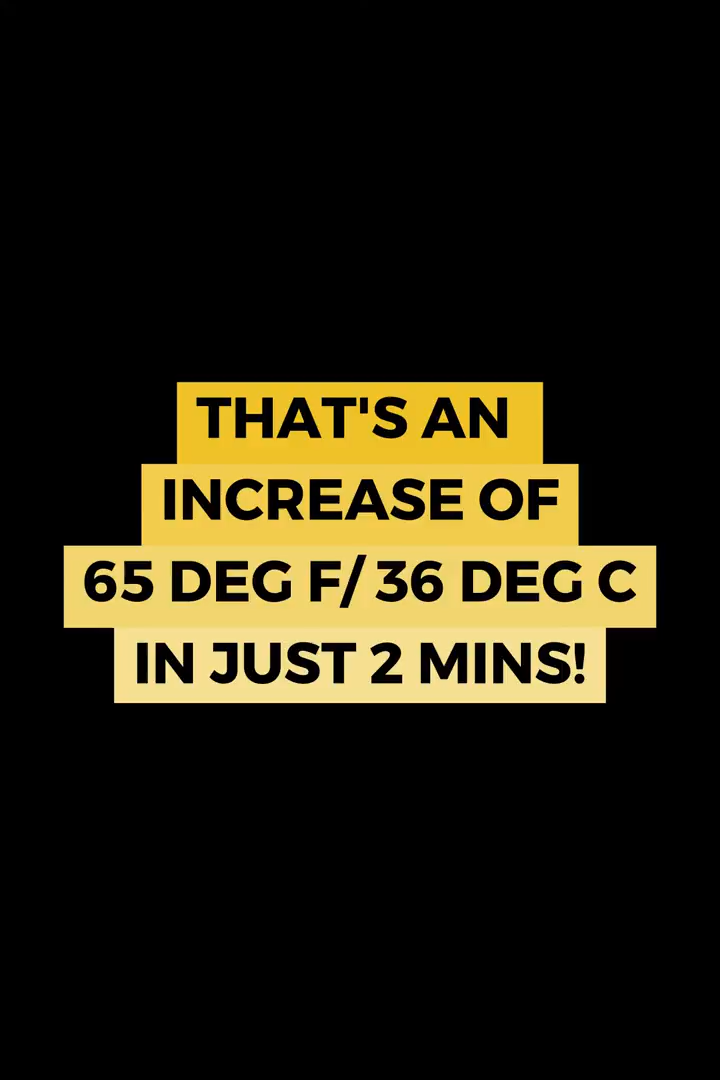 THAT'S AN
INCREASE OF
65 DEG F/ 36 DEG C
IN JUST 2 MINS!